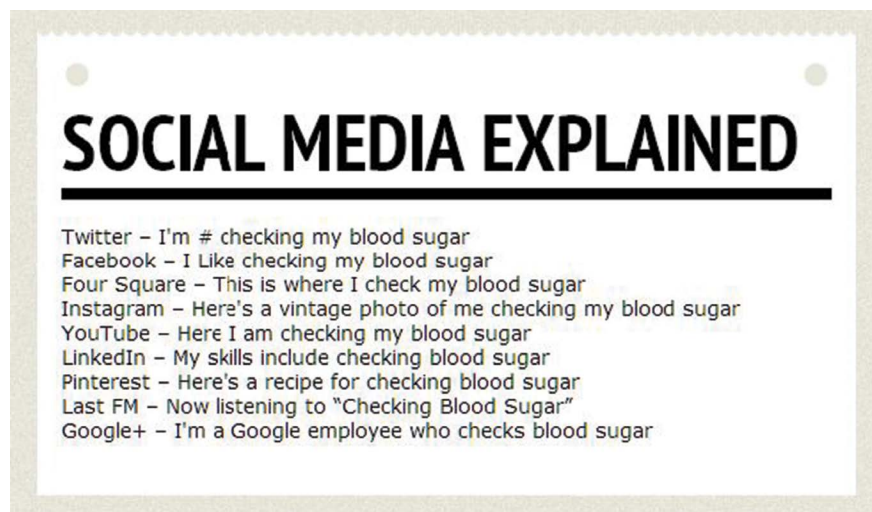 SOCIAL MEDIA EXPLAINED
Twitter – I'm # checking my blood sugar
Facebook – I Like checking my blood sugar
Four Square – This is where I check my blood sugar
Instagram – Here's a vintage photo of me checking my blood sugar
YouTube – Here I am checking my blood sugar
LinkedIn – My skills include checking blood sugar
Pinterest – Here's a recipe for checking blood sugar
Last FM – Now listening to “Checking Blood Sugar”
Google+ – I'm a Google employee who checks blood sugar